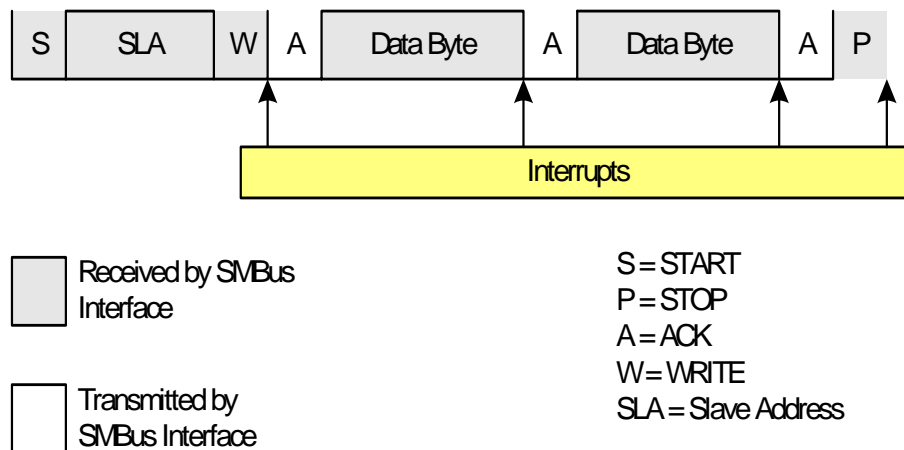 S SLA W A Data Byte A Data Byte A P
Interrupts
Received by SMBus
Interface
Transmitted by
SMBus Interface
S = START
P = STOP
A = ACK
W = WRITE
SLA = Slave Address